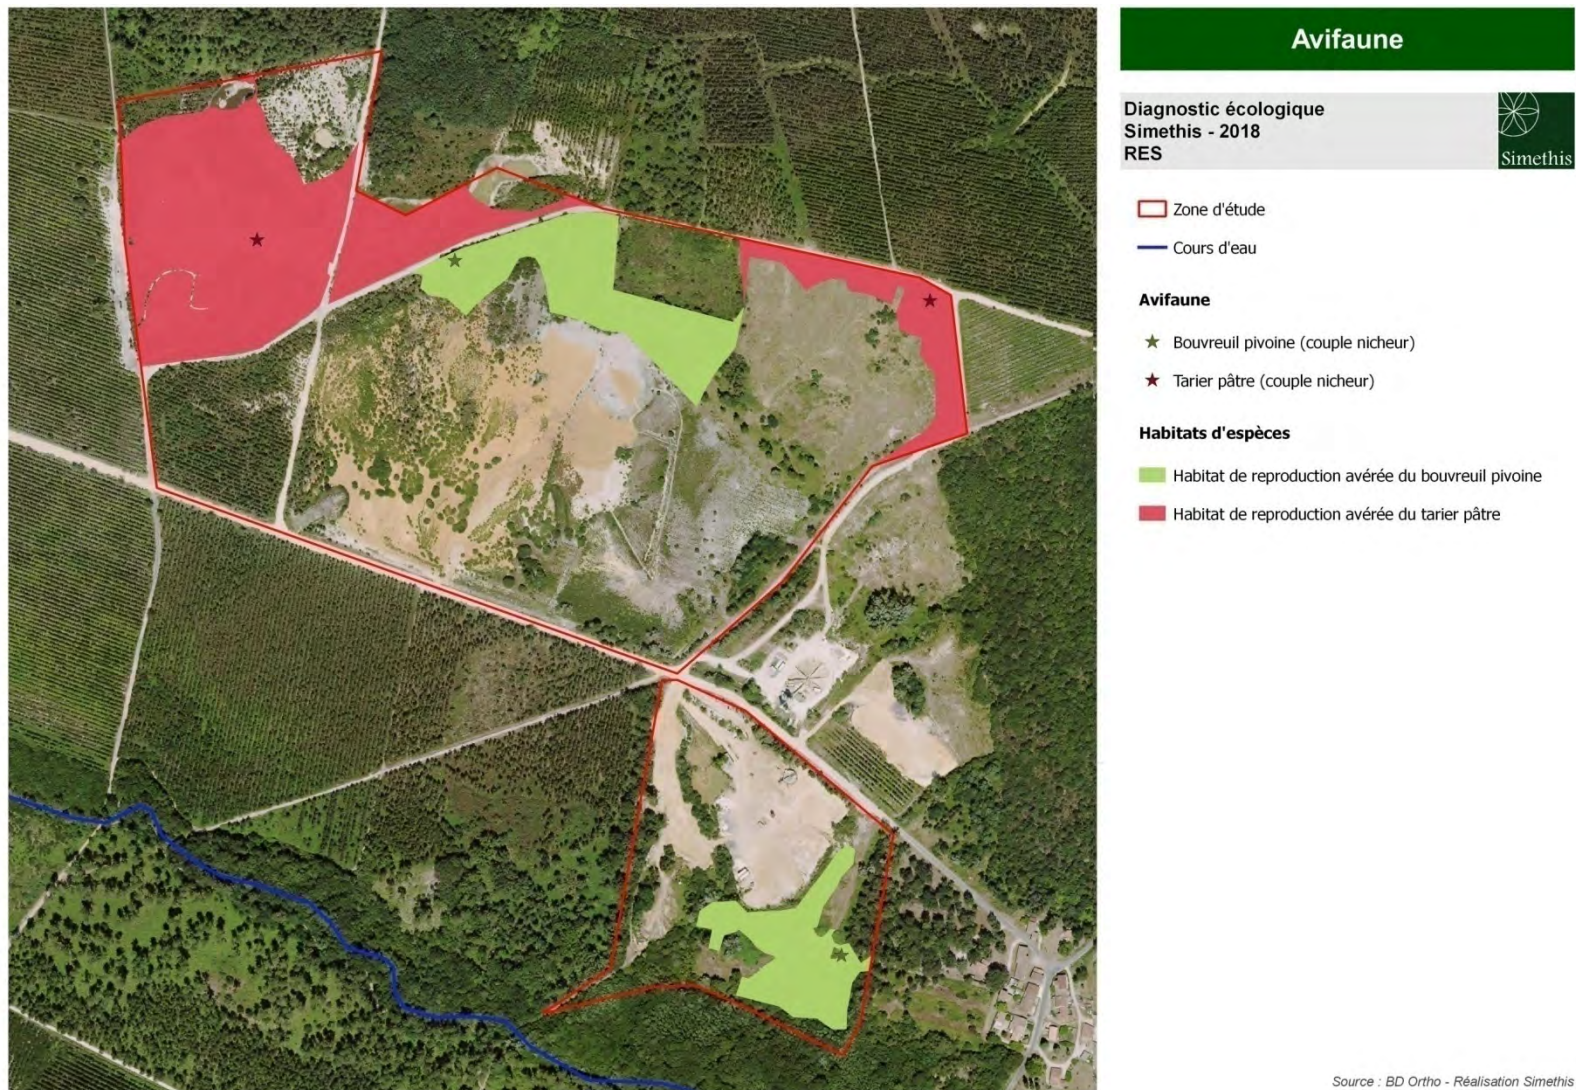 Avifaune
Diagnostic écologique
Simethis - 2018
RES
Simethis
Zone d'étude
Cours d'eau
Avifaune
Bouvreuil pivoine (couple nicheur)
Tarier pâtre (couple nicheur)
Habitats d'espèces
Habitat de reproduction avérée du bouvreuil pivoine
Habitat de reproduction avérée du tarier pâtre
Source : BD Ortho - Réalisation Simethis